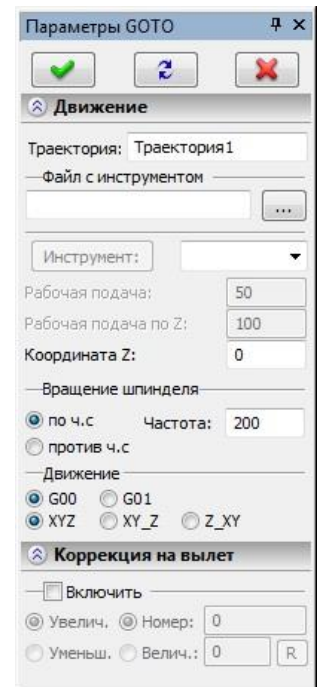 Параметры GOTO
Движение
Траектория: Траектория1
Файл с инструментом
...
Инструмент:
Рабочая подача: 50
Рабочая подача по Z: 100
Координата Z: 0
Вращение шпинделя
по ч.с Частота: 200
против ч.с
Движение
G00 G01
XYZ XY_Z Z_XY
Коррекция на вылет
Включить
Увелич. Номер: 0
Уменьш. Велич.: 0 R